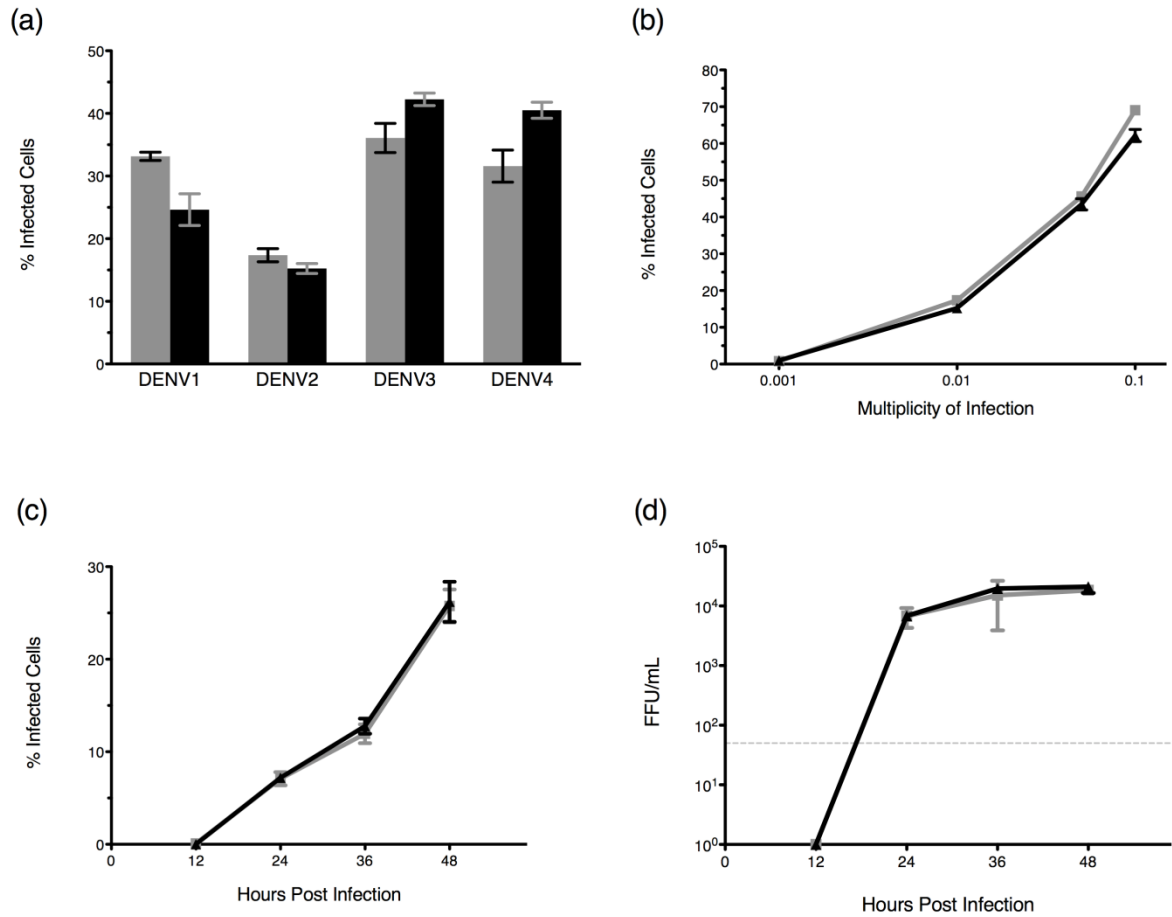 (a)
% Infected Cells
50
40
30
20
10
0
DENV1 DENV2 DENV3 DENV4
(b)
% Infected Cells
80
70
60
50
40
30
20
10
0
0.001 0.01 0.1
Multiplicity of Infection
(c)
% Infected Cells
30
20
10
0
0 12 24 36 48
Hours Post Infection
(d)
FFU/mL
10⁵
10⁴
10³
10²
10¹
10⁰
0 12 24 36 48
Hours Post Infection